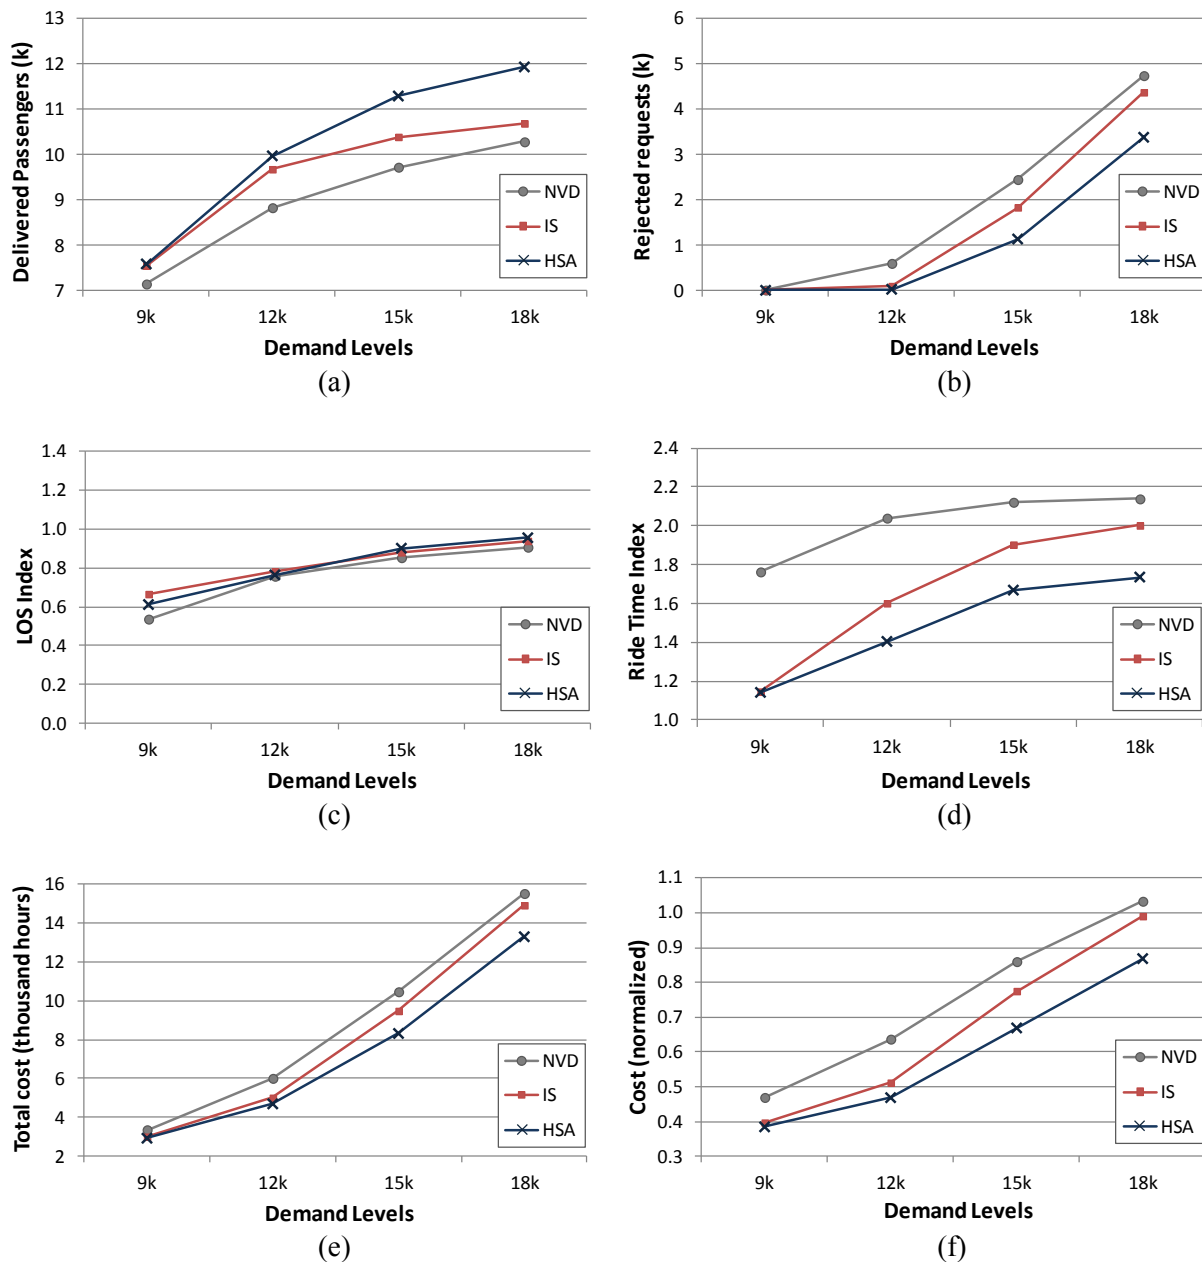 Delivered Passengers (k)
13
12
11
10
9
8
7
9k 12k 15k 18k
Demand Levels
NVD
IS
HSA
(a)
Rejected requests (k)
6
5
4
3
2
1
0
9k 12k 15k 18k
Demand Levels
NVD
IS
HSA
(b)
LOS Index
1.4
1.2
1.0
0.8
0.6
0.4
0.2
0.0
9k 12k 15k 18k
Demand Levels
NVD
IS
HSA
(c)
Ride Time Index
2.4
2.2
2.0
1.8
1.6
1.4
1.2
1.0
9k 12k 15k 18k
Demand Levels
NVD
IS
HSA
(d)
Total cost (thousand hours)
16
14
12
10
8
6
4
2
9k 12k 15k 18k
Demand Levels
NVD
IS
HSA
(e)
Cost (normalized)
1.1
1.0
0.9
0.8
0.7
0.6
0.5
0.4
0.3
9k 12k 15k 18k
Demand Levels
NVD
IS
HSA
(f)